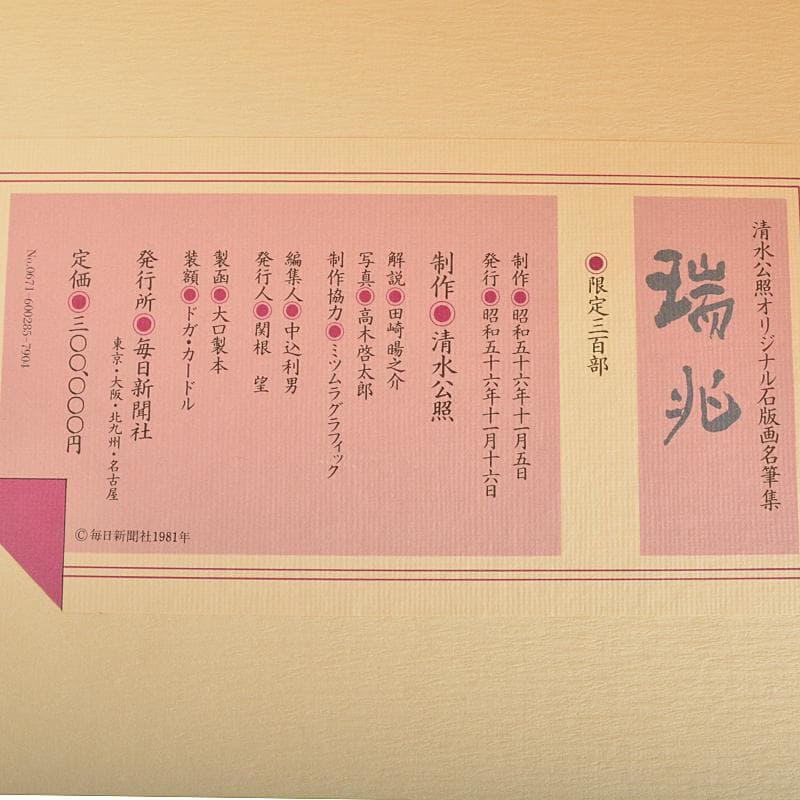 清水公照オリジナル石版画名筆集
瑞兆
●限定三百部
制作●昭和五十六年十一月五日
発行●昭和五十六年十一月十六日
制作●清水公照
解説●田崎暘之介
写真●高木啓太郎
制作協力●ミツムラグラフィック
編集人●中込利男
発行人●関根 望
製函●大口製本
装額●ドガ・カードル
発行所●毎日新聞社
東京・大阪・北九州・名古屋
定価●三〇〇、〇〇〇円
No.0671-600285-7904
©毎日新聞社1981年